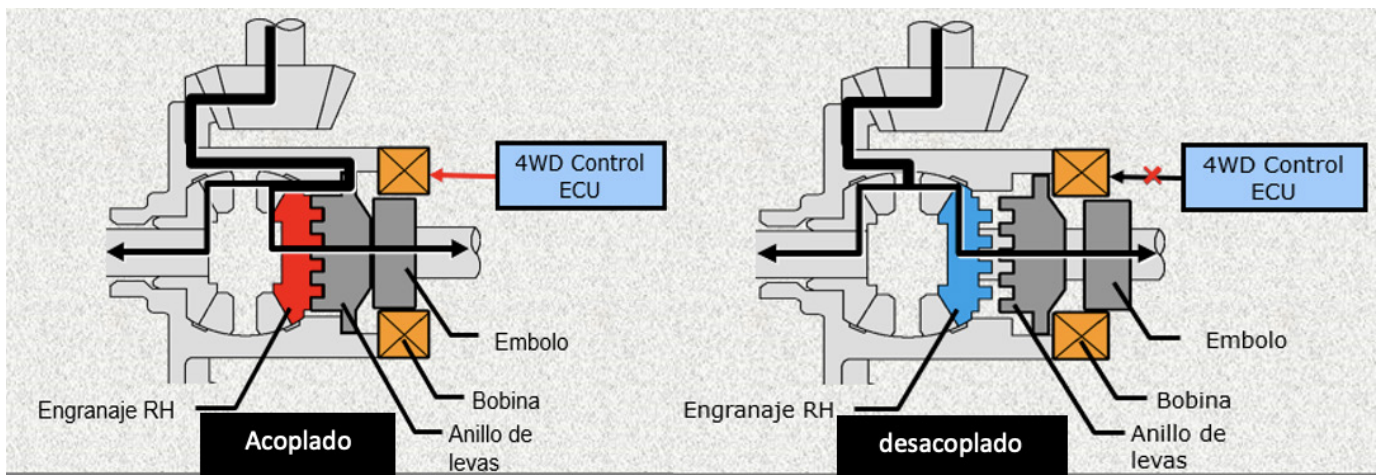 4WD Control
ECU
Embolo
Bobina
Engranaje RH
Anillo de
levas
Acoplado
4WD Control
ECU
Embolo
Bobina
Engranaje RH
Anillo de
levas
desacoplado